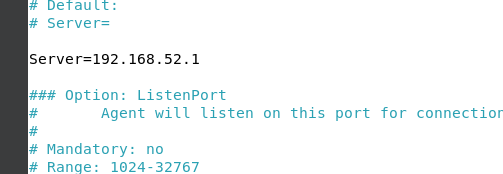 # Default:
# Server=
Server=192.168.52.1
### Option: ListenPort
#       Agent will listen on this port for connection
#
# Mandatory: no
# Range: 1024-32767